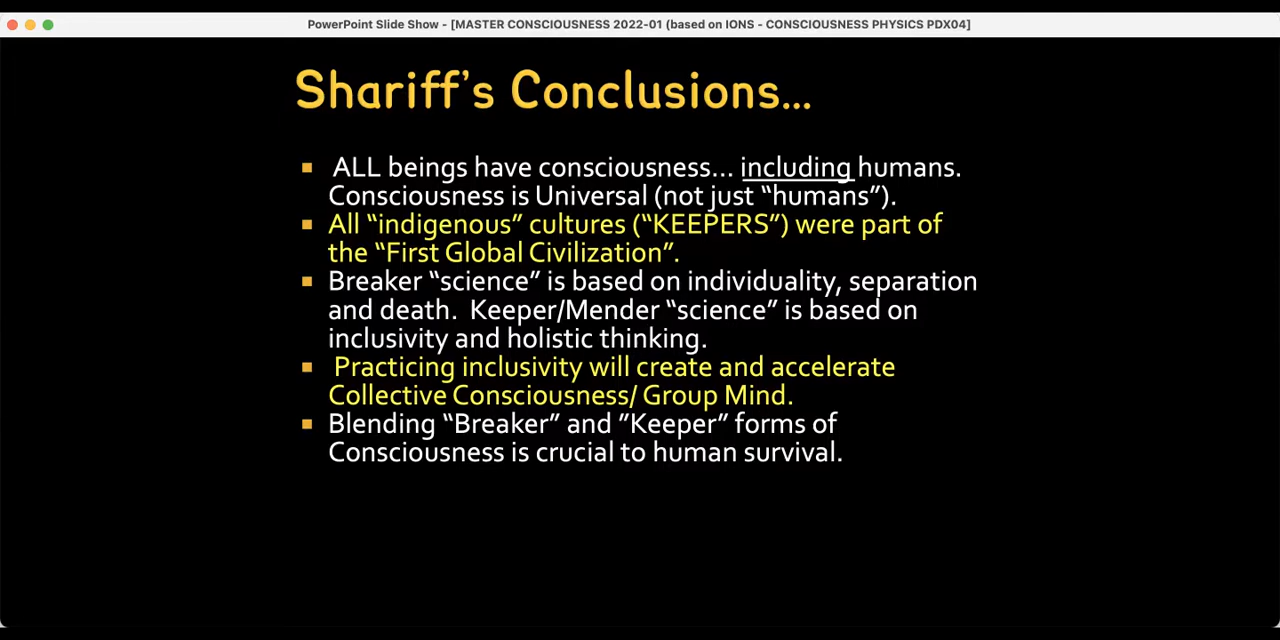 PowerPoint Slide Show - [MASTER CONSCIOUSNESS 2022-01 (based on IONS - CONSCIOUSNESS PHYSICS PDX04]
Shariff's Conclusions...
ALL beings have consciousness... including humans.
Consciousness is Universal (not just “humans”).
All “indigenous” cultures (“KEEPERS”) were part of
the “First Global Civilization”.
Breaker “science” is based on individuality, separation
and death. Keeper/Mender “science” is based on
inclusivity and holistic thinking.
Practicing inclusivity will create and accelerate
Collective Consciousness/ Group Mind.
Blending “Breaker” and ”Keeper” forms of
Consciousness is crucial to human survival.